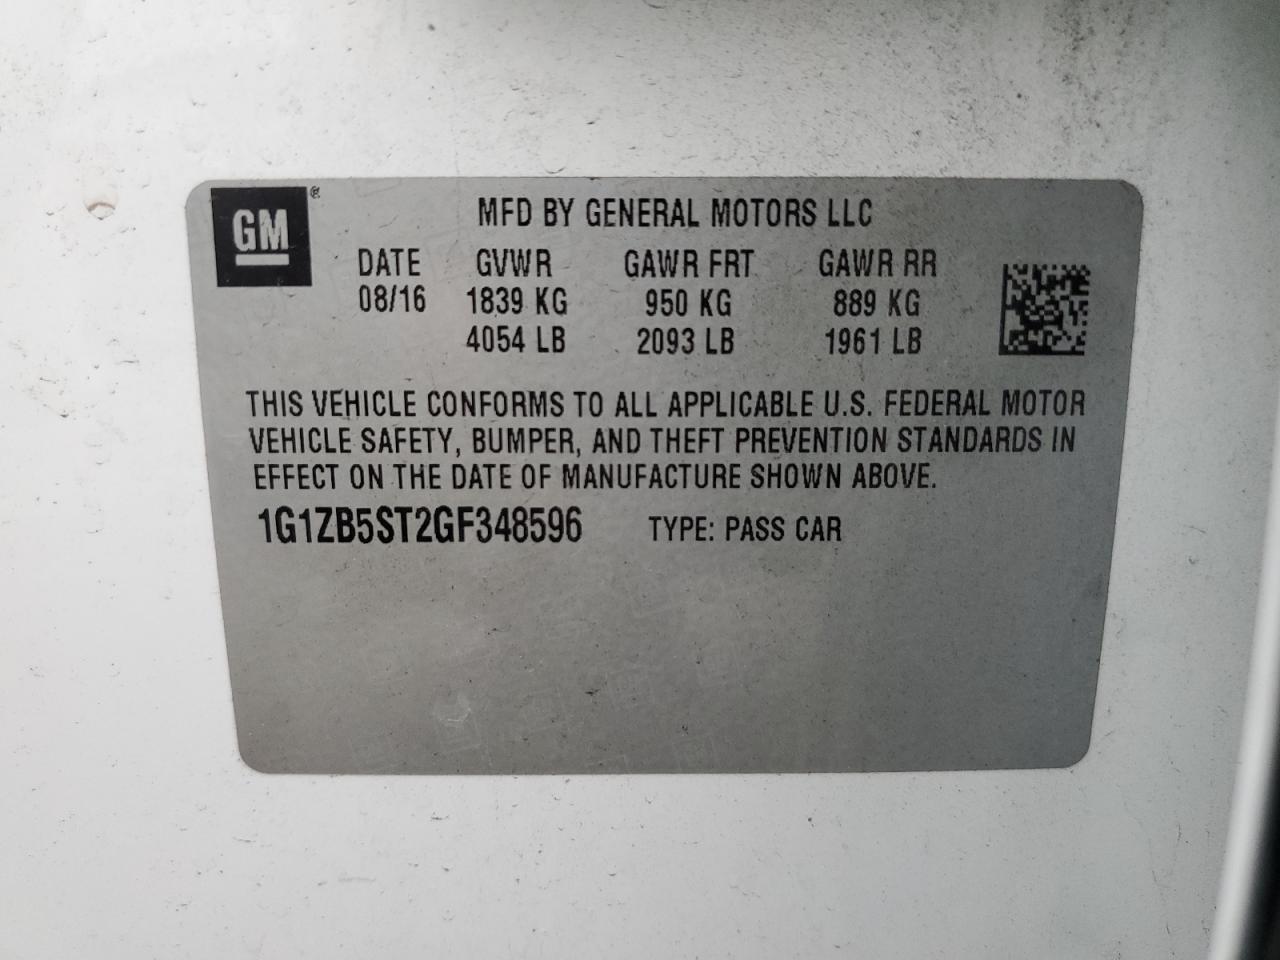 GM®
MFD BY GENERAL MOTORS LLC
DATE GVWR GAWR FRT GAWR RR
08/16 1839 KG 950 KG 889 KG
4054 LB 2093 LB 1961 LB
THIS VEHICLE CONFORMS TO ALL APPLICABLE U.S. FEDERAL MOTOR
VEHICLE SAFETY, BUMPER, AND THEFT PREVENTION STANDARDS IN
EFFECT ON THE DATE OF MANUFACTURE SHOWN ABOVE.
1G1ZB5ST2GF348596 TYPE: PASS CAR